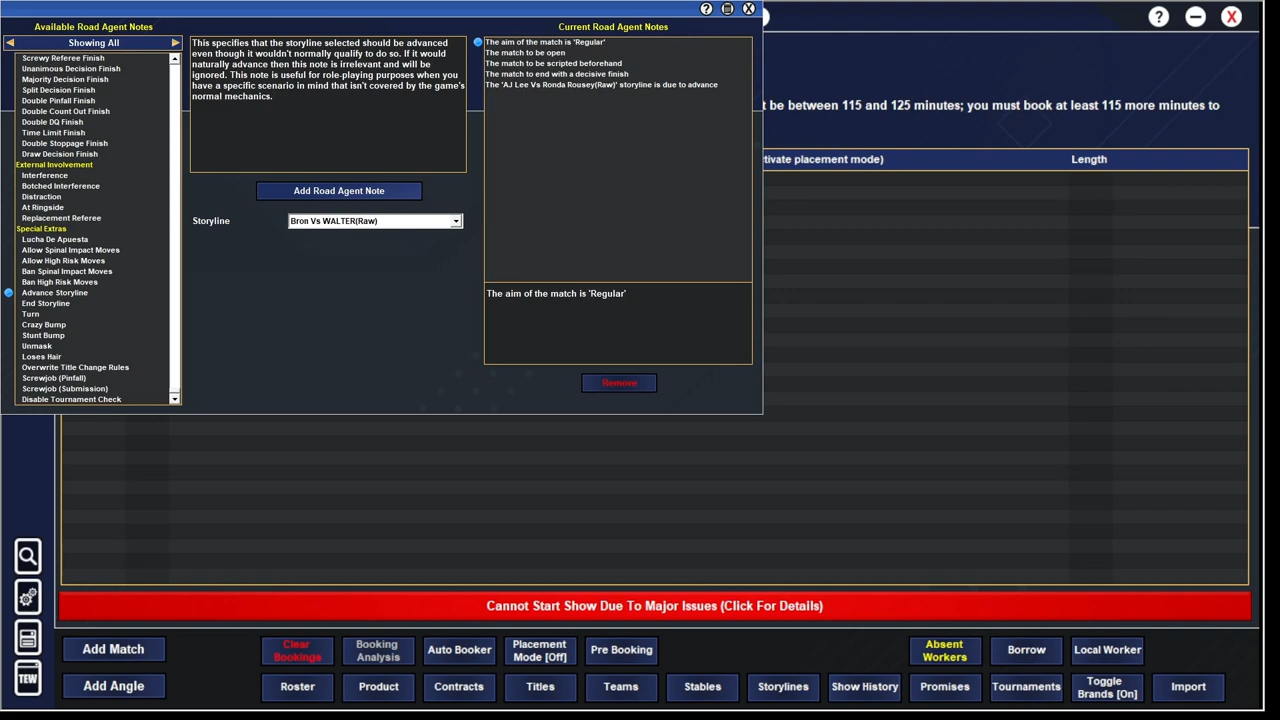 Available Road Agent Notes
Showing All
Screwy Referee Finish
Unanimous Decision Finish
Majority Decision Finish
Split Decision Finish
Double Pinfall Finish
Double Count Out Finish
Double DQ Finish
Time Limit Finish
Double Stoppage Finish
Draw Decision Finish
External Involvement
Interference
Botched Interference
Distraction
At Ringside
Replacement Referee
Special Extras
Lucha De Apuesta
Allow Spinal Impact Moves
Allow High Risk Moves
Ban Spinal Impact Moves
Ban High Risk Moves
Advance Storyline
End Storyline
Turn
Crazy Bump
Stunt Bump
Unmask
Loses Hair
Overwrite Title Change Rules
Screwjob (Pinfall)
Screwjob (Submission)
Disable Tournament Check
This specifies that the storyline selected should be advanced
even though it wouldn't normally qualify to do so. If it would
naturally advance then this note is irrelevant and will be
ignored. This note is useful for role-playing purposes when you
have a specific scenario in mind that isn't covered by the game's
normal mechanics.
Add Road Agent Note
Storyline
Bron Vs WALTER(Raw)
Current Road Agent Notes
The aim of the match is 'Regular'
The match to be open
The match to be scripted beforehand
The match to end with a decisive finish
The 'AJ Lee Vs Ronda Rousey(Raw)' storyline is due to advance
The aim of the match is 'Regular'
Remove
? X
? X
t be between 115 and 125 minutes; you must book at least 115 more minutes to
tivate placement mode)
Length
Cannot Start Show Due To Major Issues (Click For Details)
TEW
Add Match
Clear Bookings
Booking Analysis
Auto Booker
Placement Mode [Off]
Pre Booking
Absent Workers
Borrow
Local Worker
Add Angle
Roster
Product
Contracts
Titles
Teams
Stables
Storylines
Show History
Promises
Tournaments
Toggle Brands [On]
Import